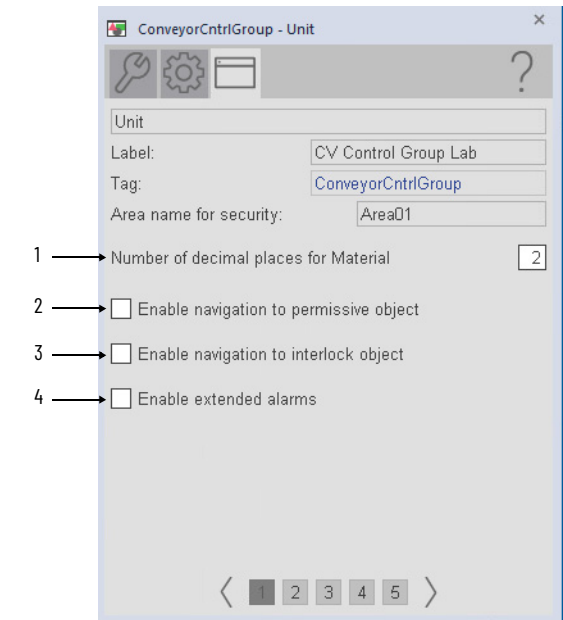 ConveyorCntrlGroup - Unit
Unit
Label: CV Control Group Lab
Tag: ConveyorCntrlGroup
Area name for security: Area01
1 Number of decimal places for Material 2
2 Enable navigation to permissive object
3 Enable navigation to interlock object
4 Enable extended alarms
1 2 3 4 5